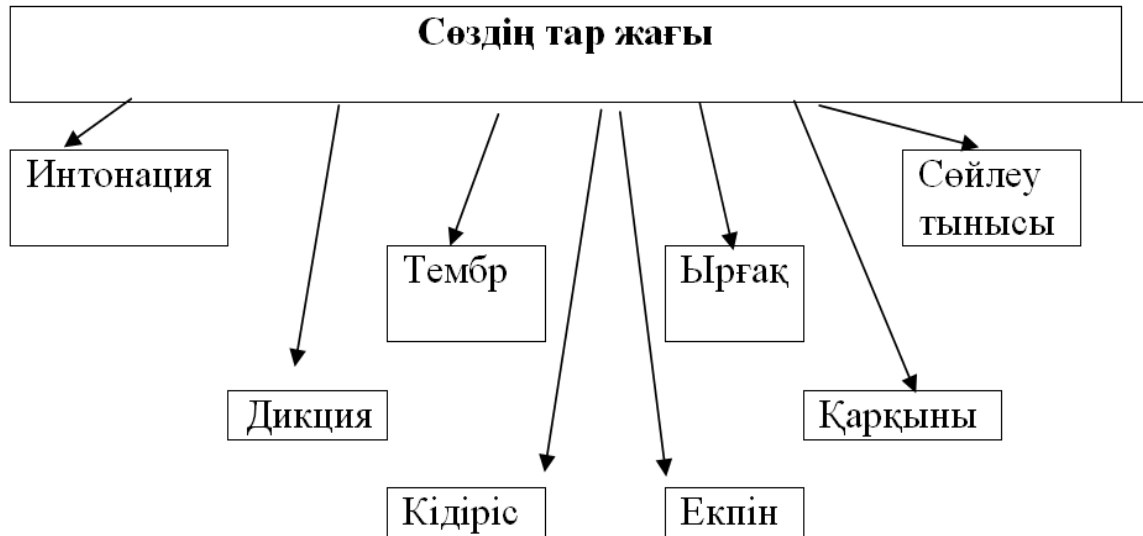 Сөздің тар жағы
Интонация
Сөйлеу
тынысы
Тембр
Ырғақ
Дикция
Қарқыны
Кідіріс
Екпін